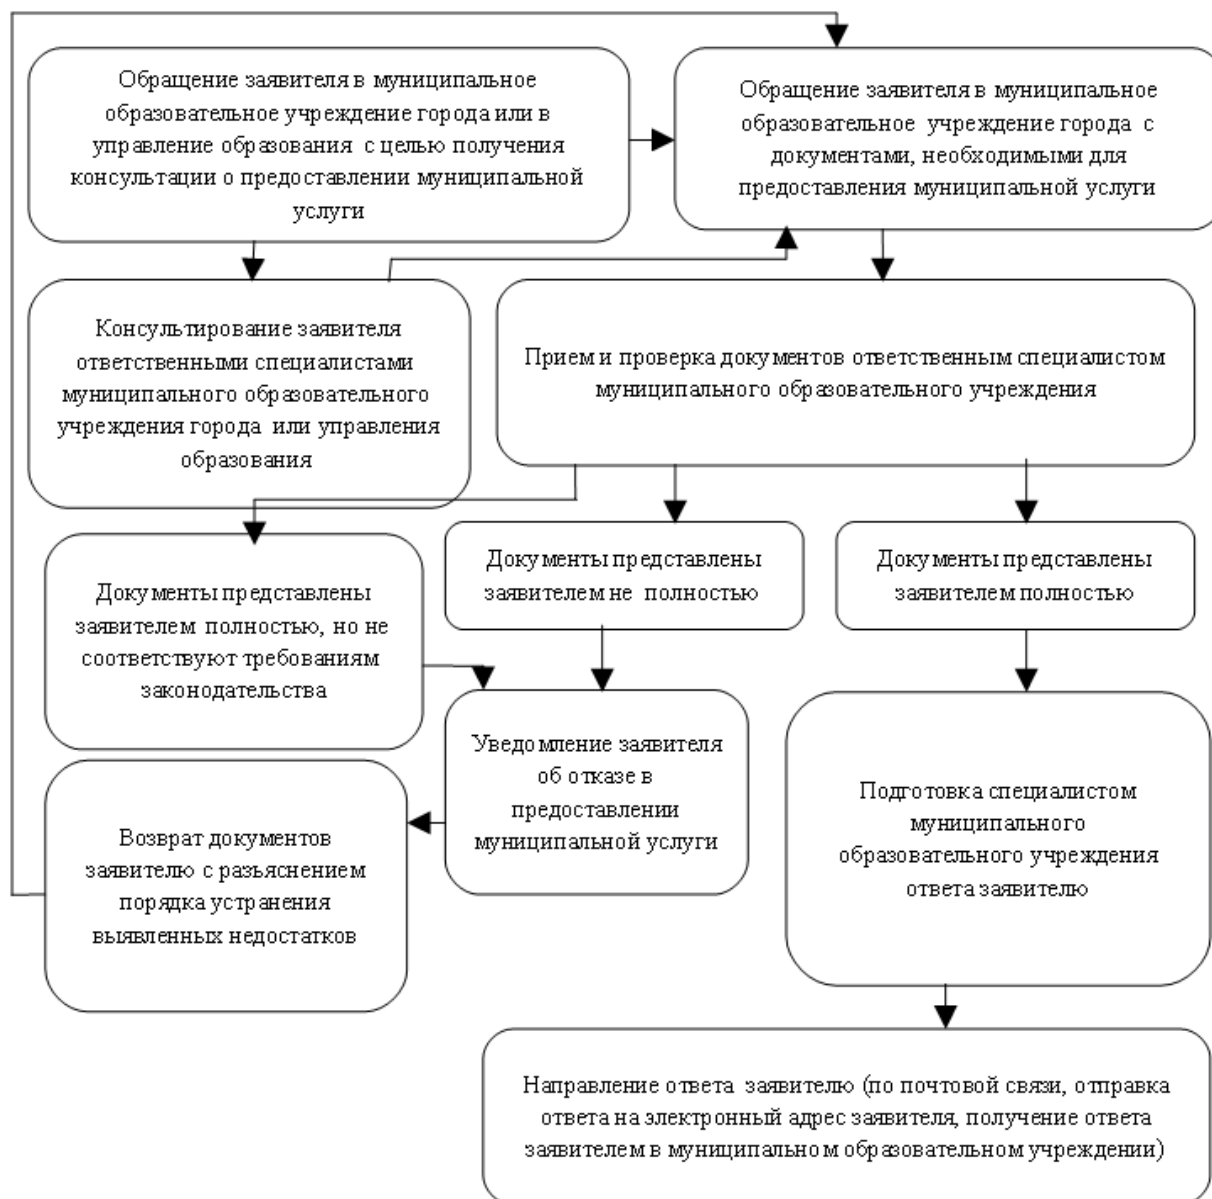 Обращение заявителя в муниципальное
образовательное учреждение города или в
управление образования с целью получения
консультации о предоставлении муниципальной
услуги
Обращение заявителя в муниципальное
образовательное учреждение города с
документами, необходимыми для
предоставления муниципальной услуги
Консультирование заявителя
ответственными специалистами
муниципального образовательного
учреждения города или управления
образования
Прием и проверка документов ответственным специалистом
муниципального образовательного учреждения
Документы представлены
заявителем полностью, но не
соответствуют требованиям
законодательства
Документы представлены
заявителем не полностью
Документы представлены
заявителем полностью
Уведомление заявителя
об отказе в
предоставлении
муниципальной услуги
Возврат документов
заявителю с разъяснением
порядка устранения
выявленных недостатков
Подготовка специалистом
муниципального
образовательного учреждения
ответа заявителю
Направление ответа заявителю (по почтовой связи, отправка
ответа на электронный адрес заявителя, получение ответа
заявителем в муниципальном образовательном учреждении)